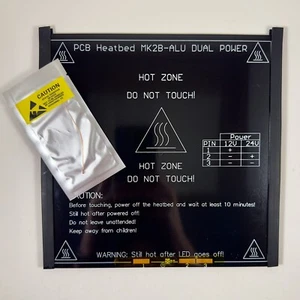 PCB Heatbed MK2B-ALU DUAL POWER
CAUTION
HOT ZONE
DO NOT TOUCH!
HOT ZONE
DO NOT TOUCH!
Power
PIN 12V 24V
1 + +
2 - 
3 -
CAUTION:
Before touching, power off the heatbed and wait at least 10 minutes!
Still hot after powered off!
Do not leave unattended!
Keep away from children!
WARNING: Still hot after LED goes off!